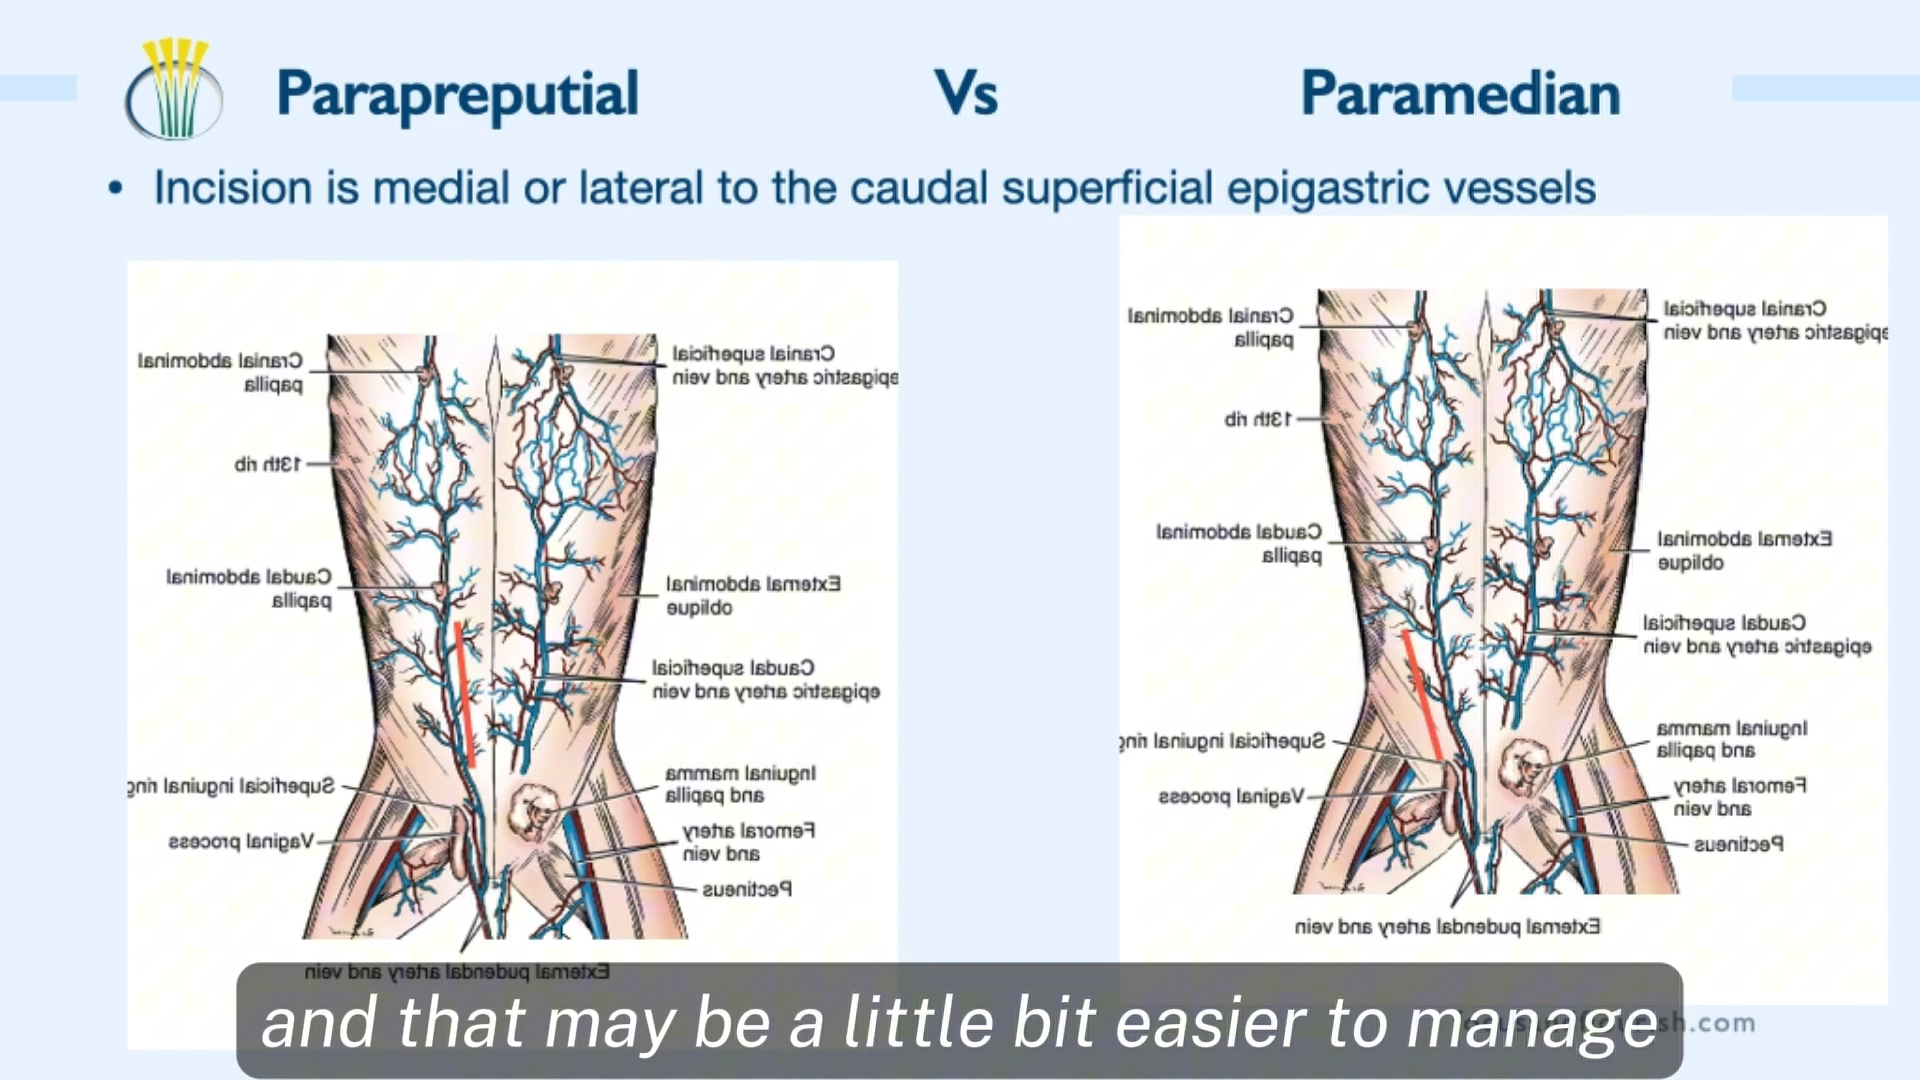 Parapreputial Vs Paramedian
• Incision is medial or lateral to the caudal superficial epigastric vessels
Cranial abdominal
papilla
13th rib
Caudal abdominal
papilla
Superficial inguinal ring
Vaginal process
Cranial superficial
epigastric artery and vein
External abdominal
oblique
Caudal superficial
epigastric artery and vein
Inguinal mamma
and papilla
Femoral artery
and vein
Pectineus
External pudendal artery and vein
Cranial abdominal
papilla
13th rib
Caudal abdominal
papilla
Superficial inguinal ring
Vaginal process
Cranial superficial
epigastric artery and vein
External abdominal
oblique
Caudal superficial
epigastric artery and vein
Inguinal mamma
and papilla
Femoral artery
and vein
Pectineus
External pudendal artery and vein
and that may be a little bit easier to manage